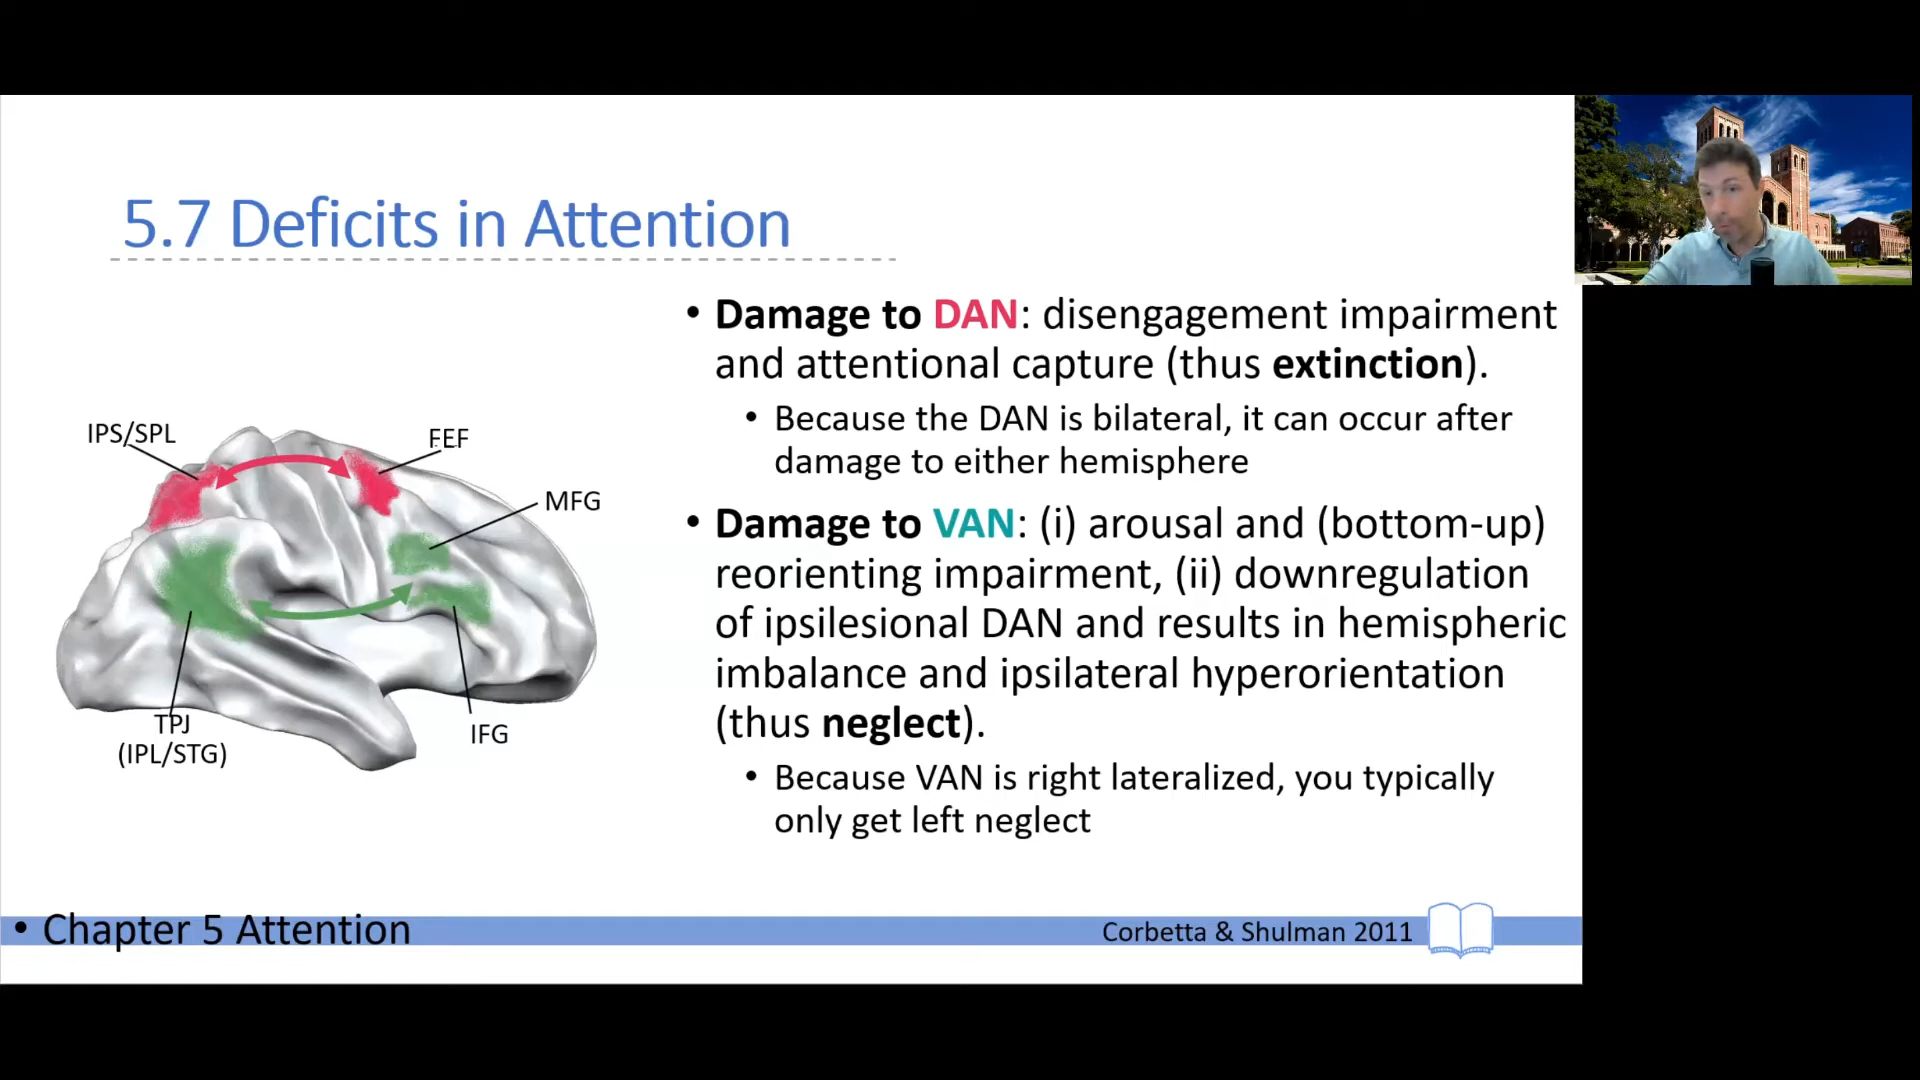 5.7 Deficits in Attention
• Damage to DAN: disengagement impairment
and attentional capture (thus extinction).
• Because the DAN is bilateral, it can occur after
damage to either hemisphere
• Damage to VAN: (i) arousal and (bottom-up)
reorienting impairment, (ii) downregulation
of ipsilesional DAN and results in hemispheric
imbalance and ipsilateral hyperorientation
(thus neglect).
• Because VAN is right lateralized, you typically
only get left neglect
IPS/SPL
FEF
MFG
TPJ
(IPL/STG)
IFG
• Chapter 5 Attention
Corbetta & Shulman 2011